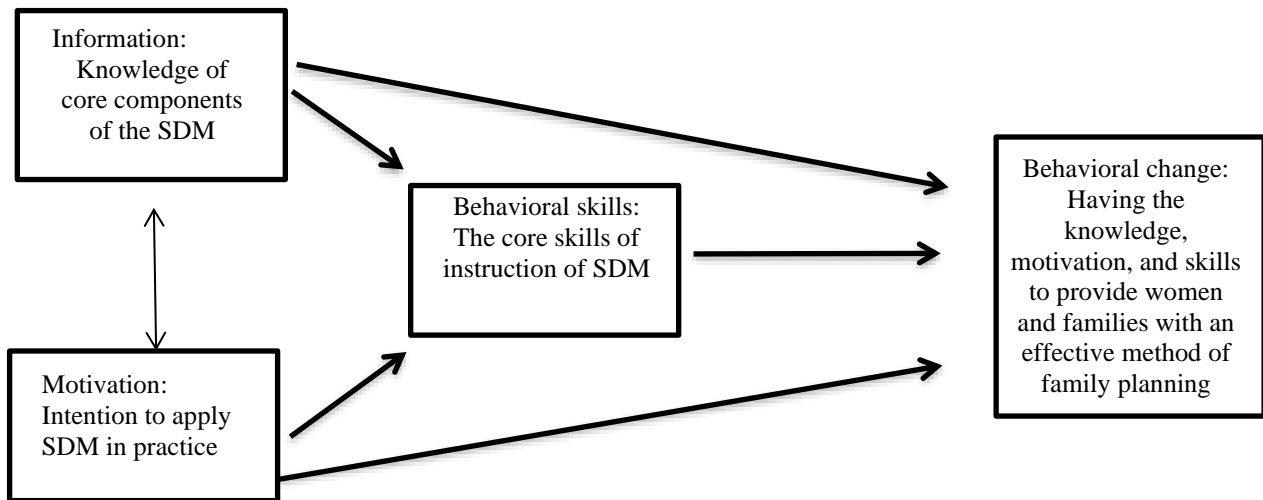 Information:
Knowledge of
core components
of the SDM
Behavioral skills:
The core skills of
instruction of SDM
Behavioral change:
Having the
knowledge,
motivation, and skills
to provide women
and families with an
effective method of
family planning
Motivation:
Intention to apply
SDM in practice